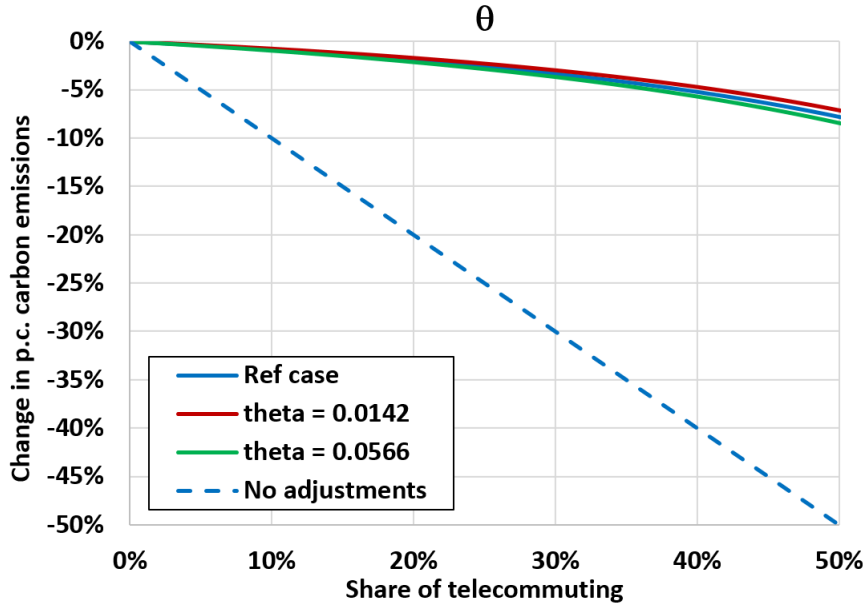 θ
0%
-5%
-10%
-15%
-20%
-25%
-30%
-35%
-40%
-45%
-50%
Change in p.c. carbon emissions
Ref case
theta = 0.0142
theta = 0.0566
No adjustments
0% 10% 20% 30% 40% 50%
Share of telecommuting